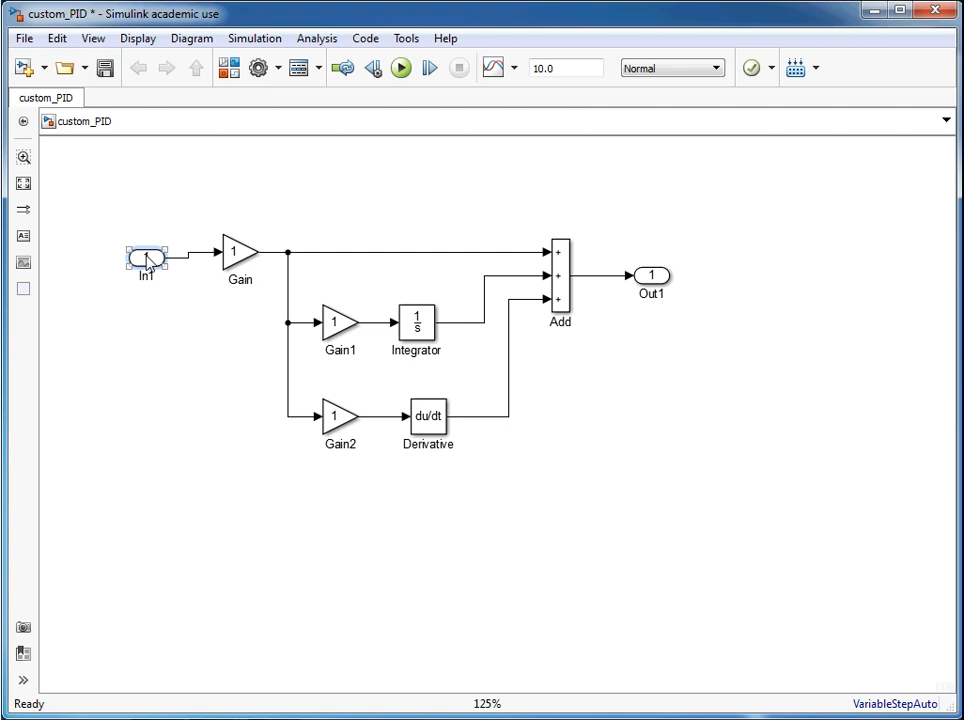 custom_PID * - Simulink academic use
File Edit View Display Diagram Simulation Analysis Code Tools Help
10.0 Normal
custom_PID
custom_PID
1
In1
1
Gain
+
+
+
Add
1
Out1
1
Gain1
1
s
Integrator
1
Gain2
du/dt
Derivative
Ready 125% VariableStepAuto